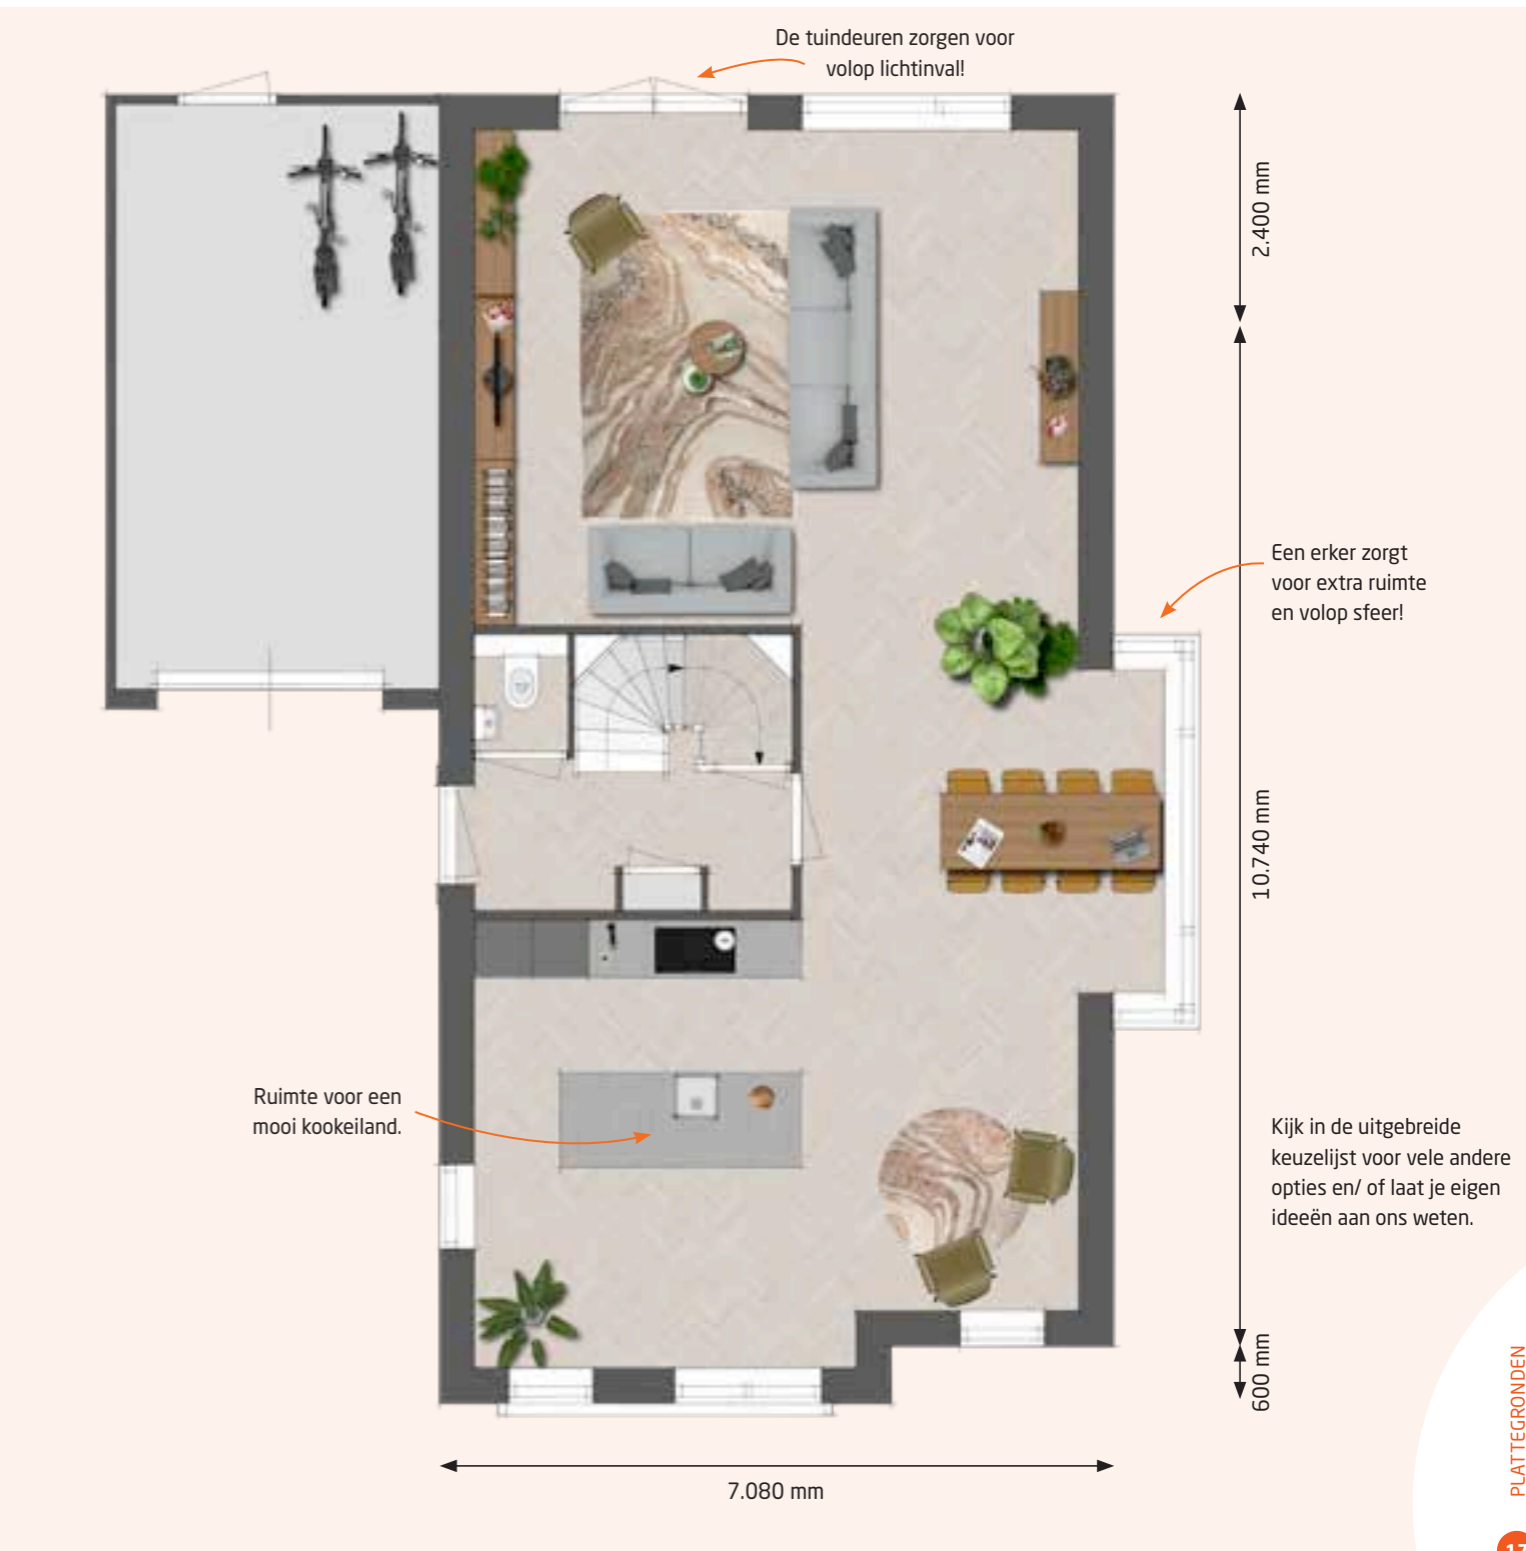 De tuindeuren zorgen voor
volop lichtinval!
2.400 mm
Een erker zorgt
voor extra ruimte
en volop sfeer!
10.740 mm
Ruimte voor een
mooi kookeiland.
Kijk in de uitgebreide
keuzelijst voor vele andere
opties en/ of laat je eigen
ideeën aan ons weten.
600 mm
7.080 mm
PLATTEGRONDEN